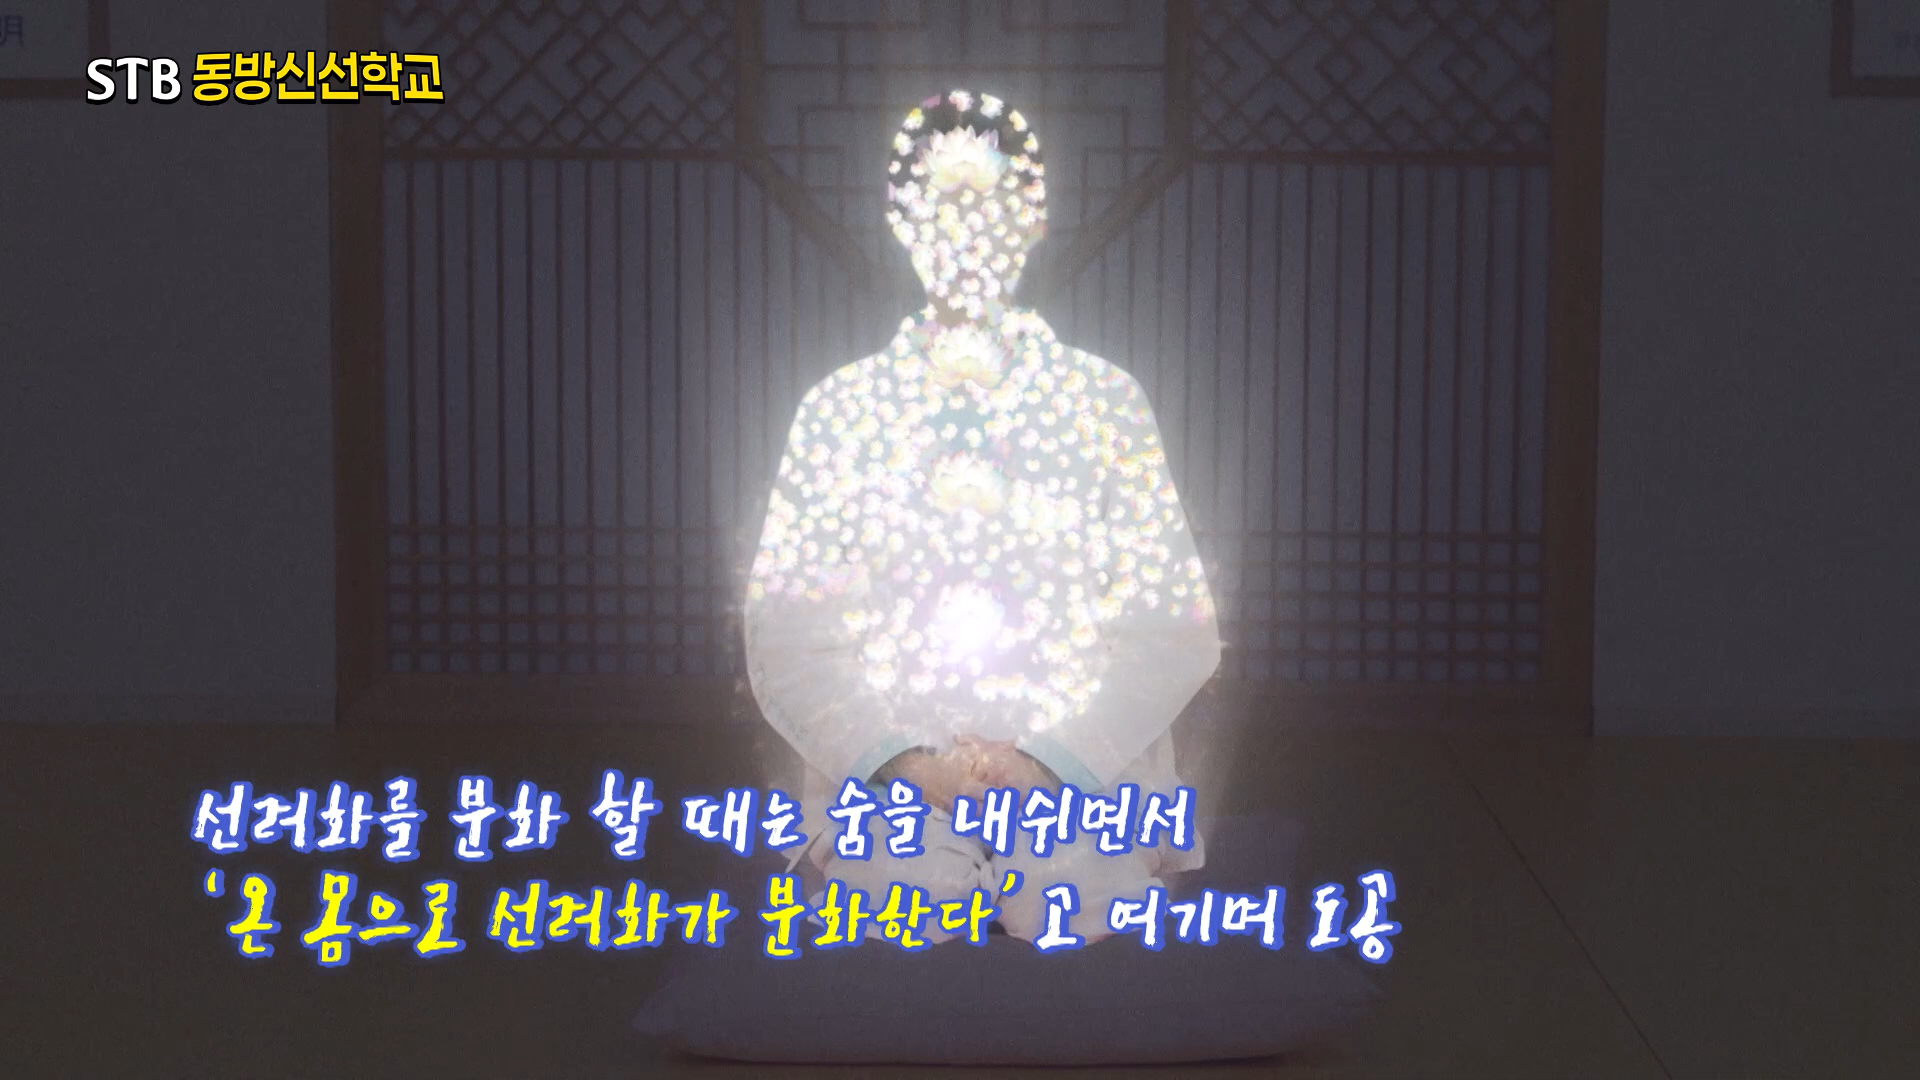 STB 동방신선학교
선려화를 분화 할 때는 숨을 내쉬면서
‘온 몸으로 선려화가 분화한다’고 여기며 도공